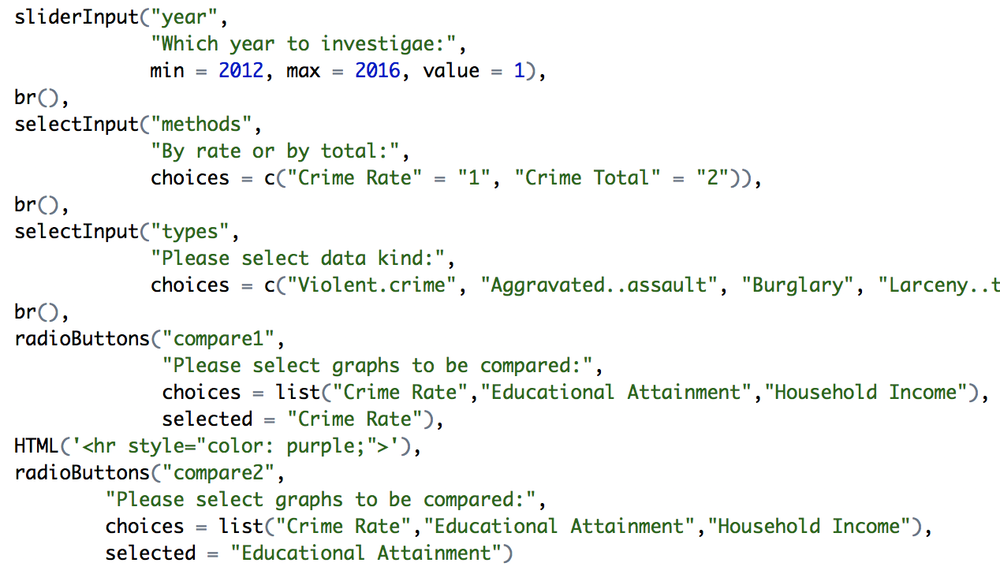 sliderInput("year",
"Which year to investigae:",
min = 2012, max = 2016, value = 1),
br(),
selectInput("methods",
"By rate or by total:",
choices = c("Crime Rate" = "1", "Crime Total" = "2")),
br(),
selectInput("types",
"Please select data kind:",
choices = c("Violent.crime", "Aggravated..assault", "Burglary", "Larceny..t
br(),
radioButtons("compare1",
"Please select graphs to be compared:",
choices = list("Crime Rate","Educational Attainment","Household Income"),
selected = "Crime Rate"),
HTML('<hr style="color: purple;">'),
radioButtons("compare2",
"Please select graphs to be compared:",
choices = list("Crime Rate","Educational Attainment","Household Income"),
selected = "Educational Attainment")